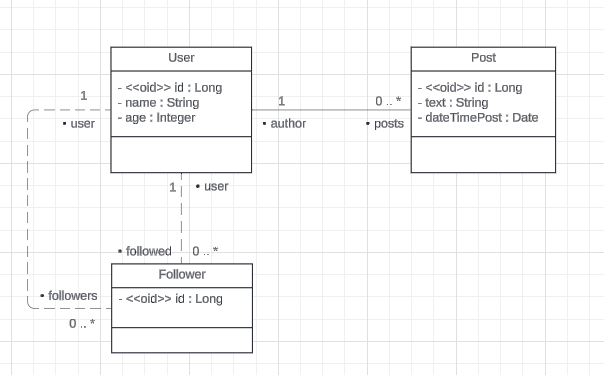 User
- <<oid>> id : Long
- name : String
- age : Integer
Post
- <<oid>> id : Long
- text : String
- dateTimePost : Date
1
• user
1
• author
0 .. *
• posts
1
• user
• followed
0 .. *
Follower
- <<oid>> id : Long
• followers
0 .. *